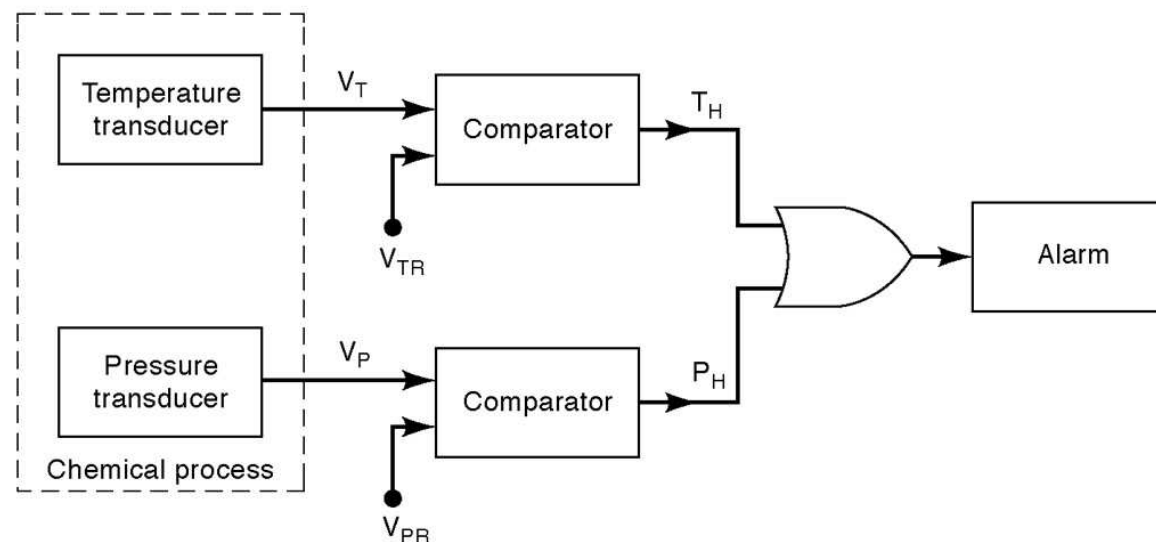 Temperature
transducer
V_T
Comparator
T_H
V_TR
Alarm
Pressure
transducer
V_P
Comparator
P_H
Chemical process
V_PR